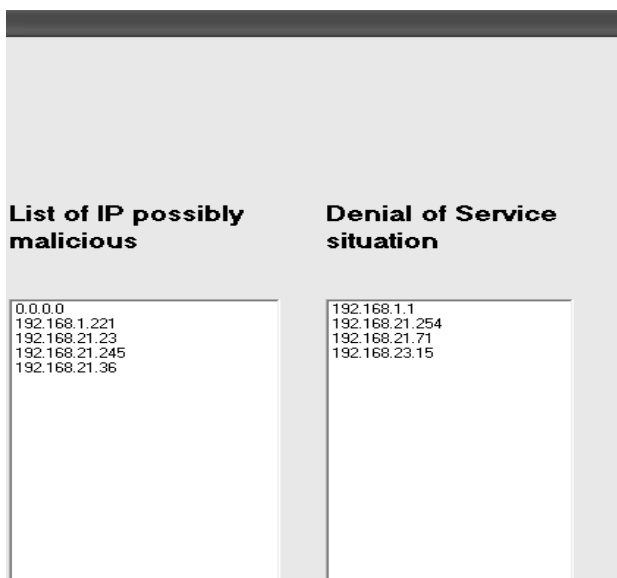 List of IP possibly
malicious
0.0.0.0
192.168.1.221
192.168.21.23
192.168.21.245
192.168.21.36
Denial of Service
situation
192.168.1.1
192.168.21.254
192.168.21.71
192.168.23.15